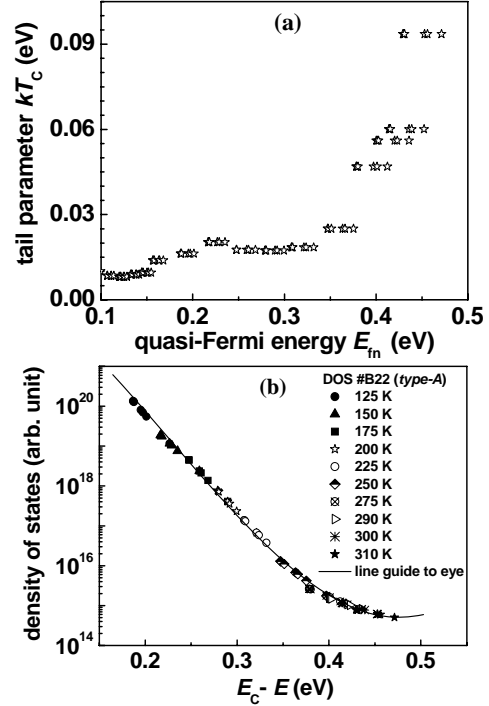 (a)
tail parameter kT_C (eV)
0.09
0.06
0.03
0.00
0.1 0.2 0.3 0.4 0.5
quasi-Fermi energy E_fn (eV)
(b)
density of states (arb. unit)
10^20
10^18
10^16
10^14
DOS #B22 (type-A)
125 K
150 K
175 K
200 K
225 K
250 K
275 K
290 K
300 K
310 K
line guide to eye
0.2 0.3 0.4 0.5
E_C- E (eV)